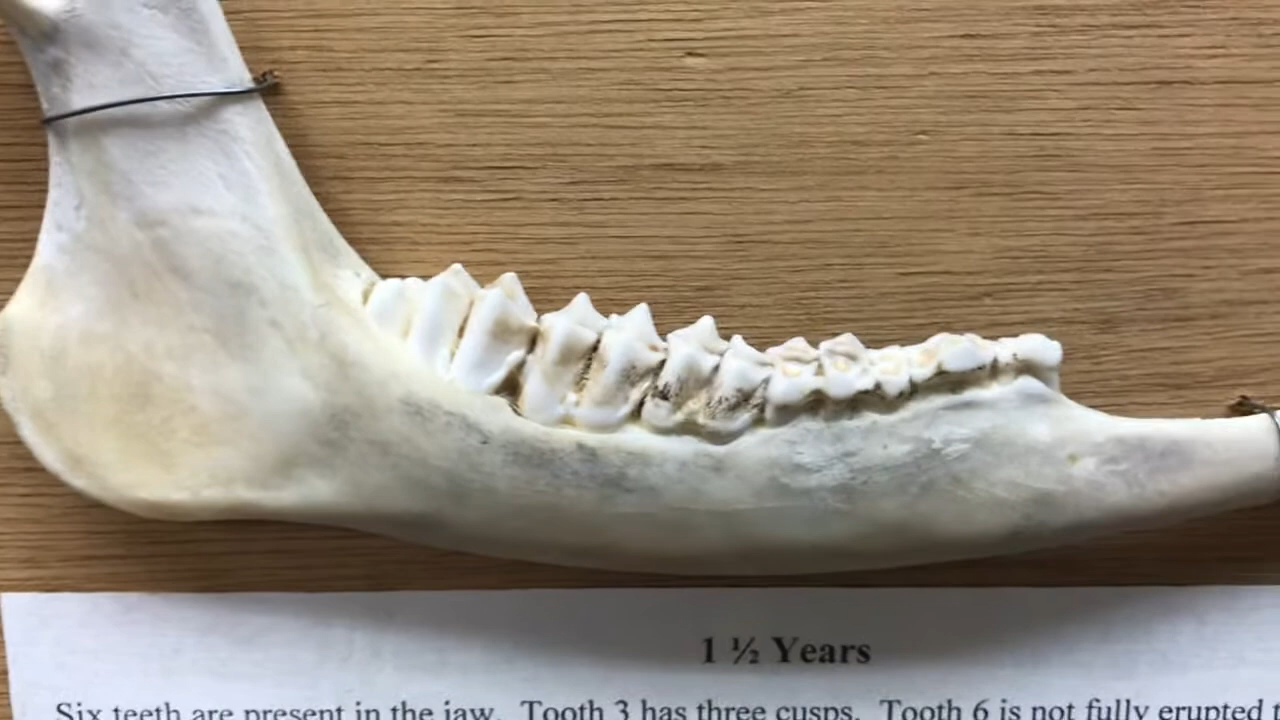 1 ½ Years
Six teeth are present in the jaw. Tooth 3 has three cusps. Tooth 6 is not fully erupted